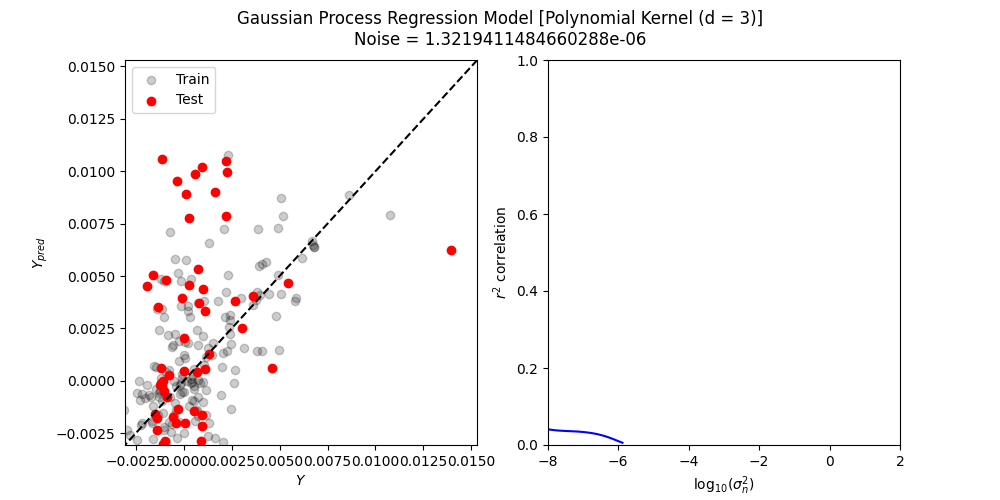 Gaussian Process Regression Model [Polynomial Kernel (d = 3)]
Noise = 1.3219411484660288e-06
Train
Test
0.0150
0.0125
0.0100
0.0075
0.0050
0.0025
0.0000
−0.0025
Y_pred
−0.0025 0.0000 0.0025 0.0050 0.0075 0.0100 0.0125 0.0150
Y
1.0
0.8
0.6
0.4
0.2
0.0
r² correlation
−8 −6 −4 −2 0 2
log₁₀(σₙ²)